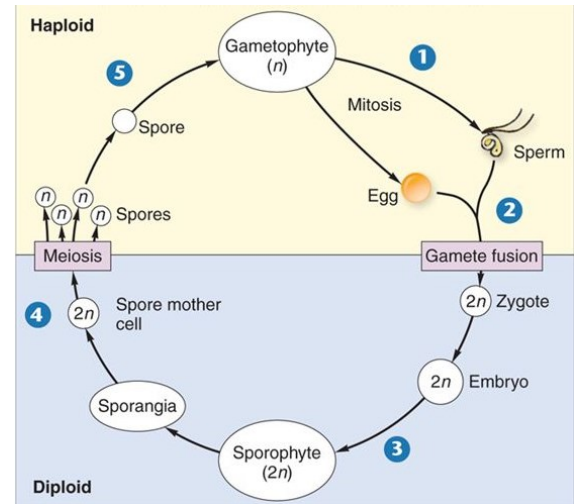 Haploid
Gametophyte
(n)
1
5
Mitosis
Spore
Sperm
Egg
n
n
n
n
Spores
2
Meiosis
Gamete fusion
2n
Zygote
4
2n
Spore mother
cell
2n
Embryo
Sporangia
3
Sporophyte
(2n)
Diploid